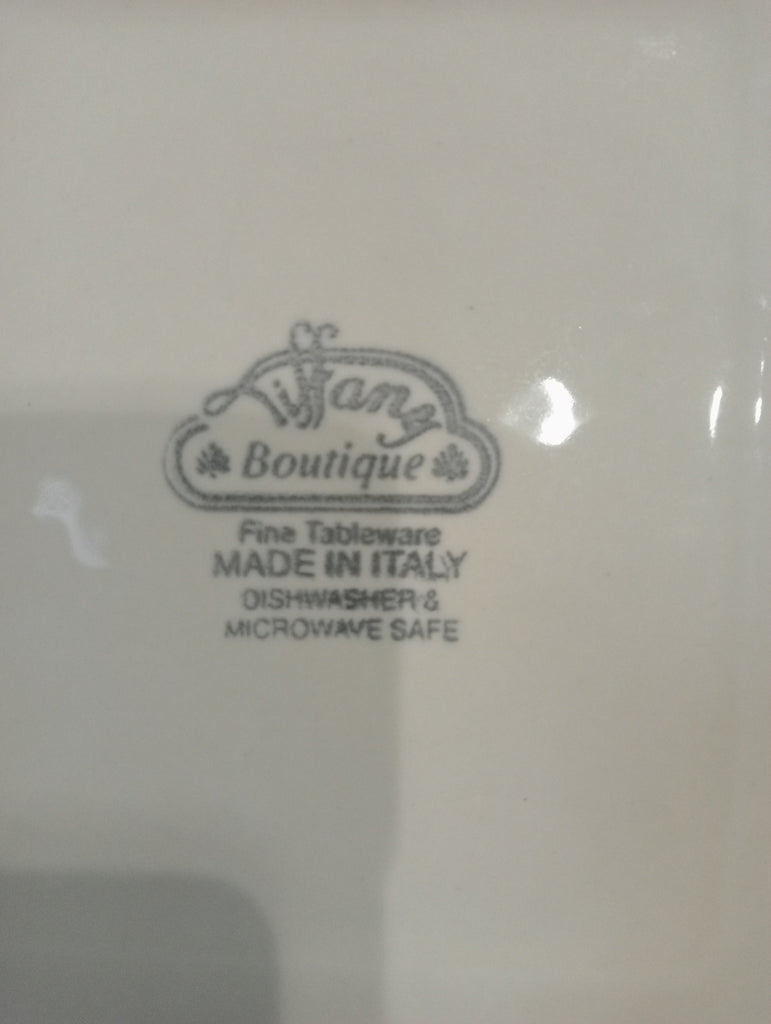 Tiffany
Boutique
Fine Tableware
MADE IN ITALY
DISHWASHER &
MICROWAVE SAFE